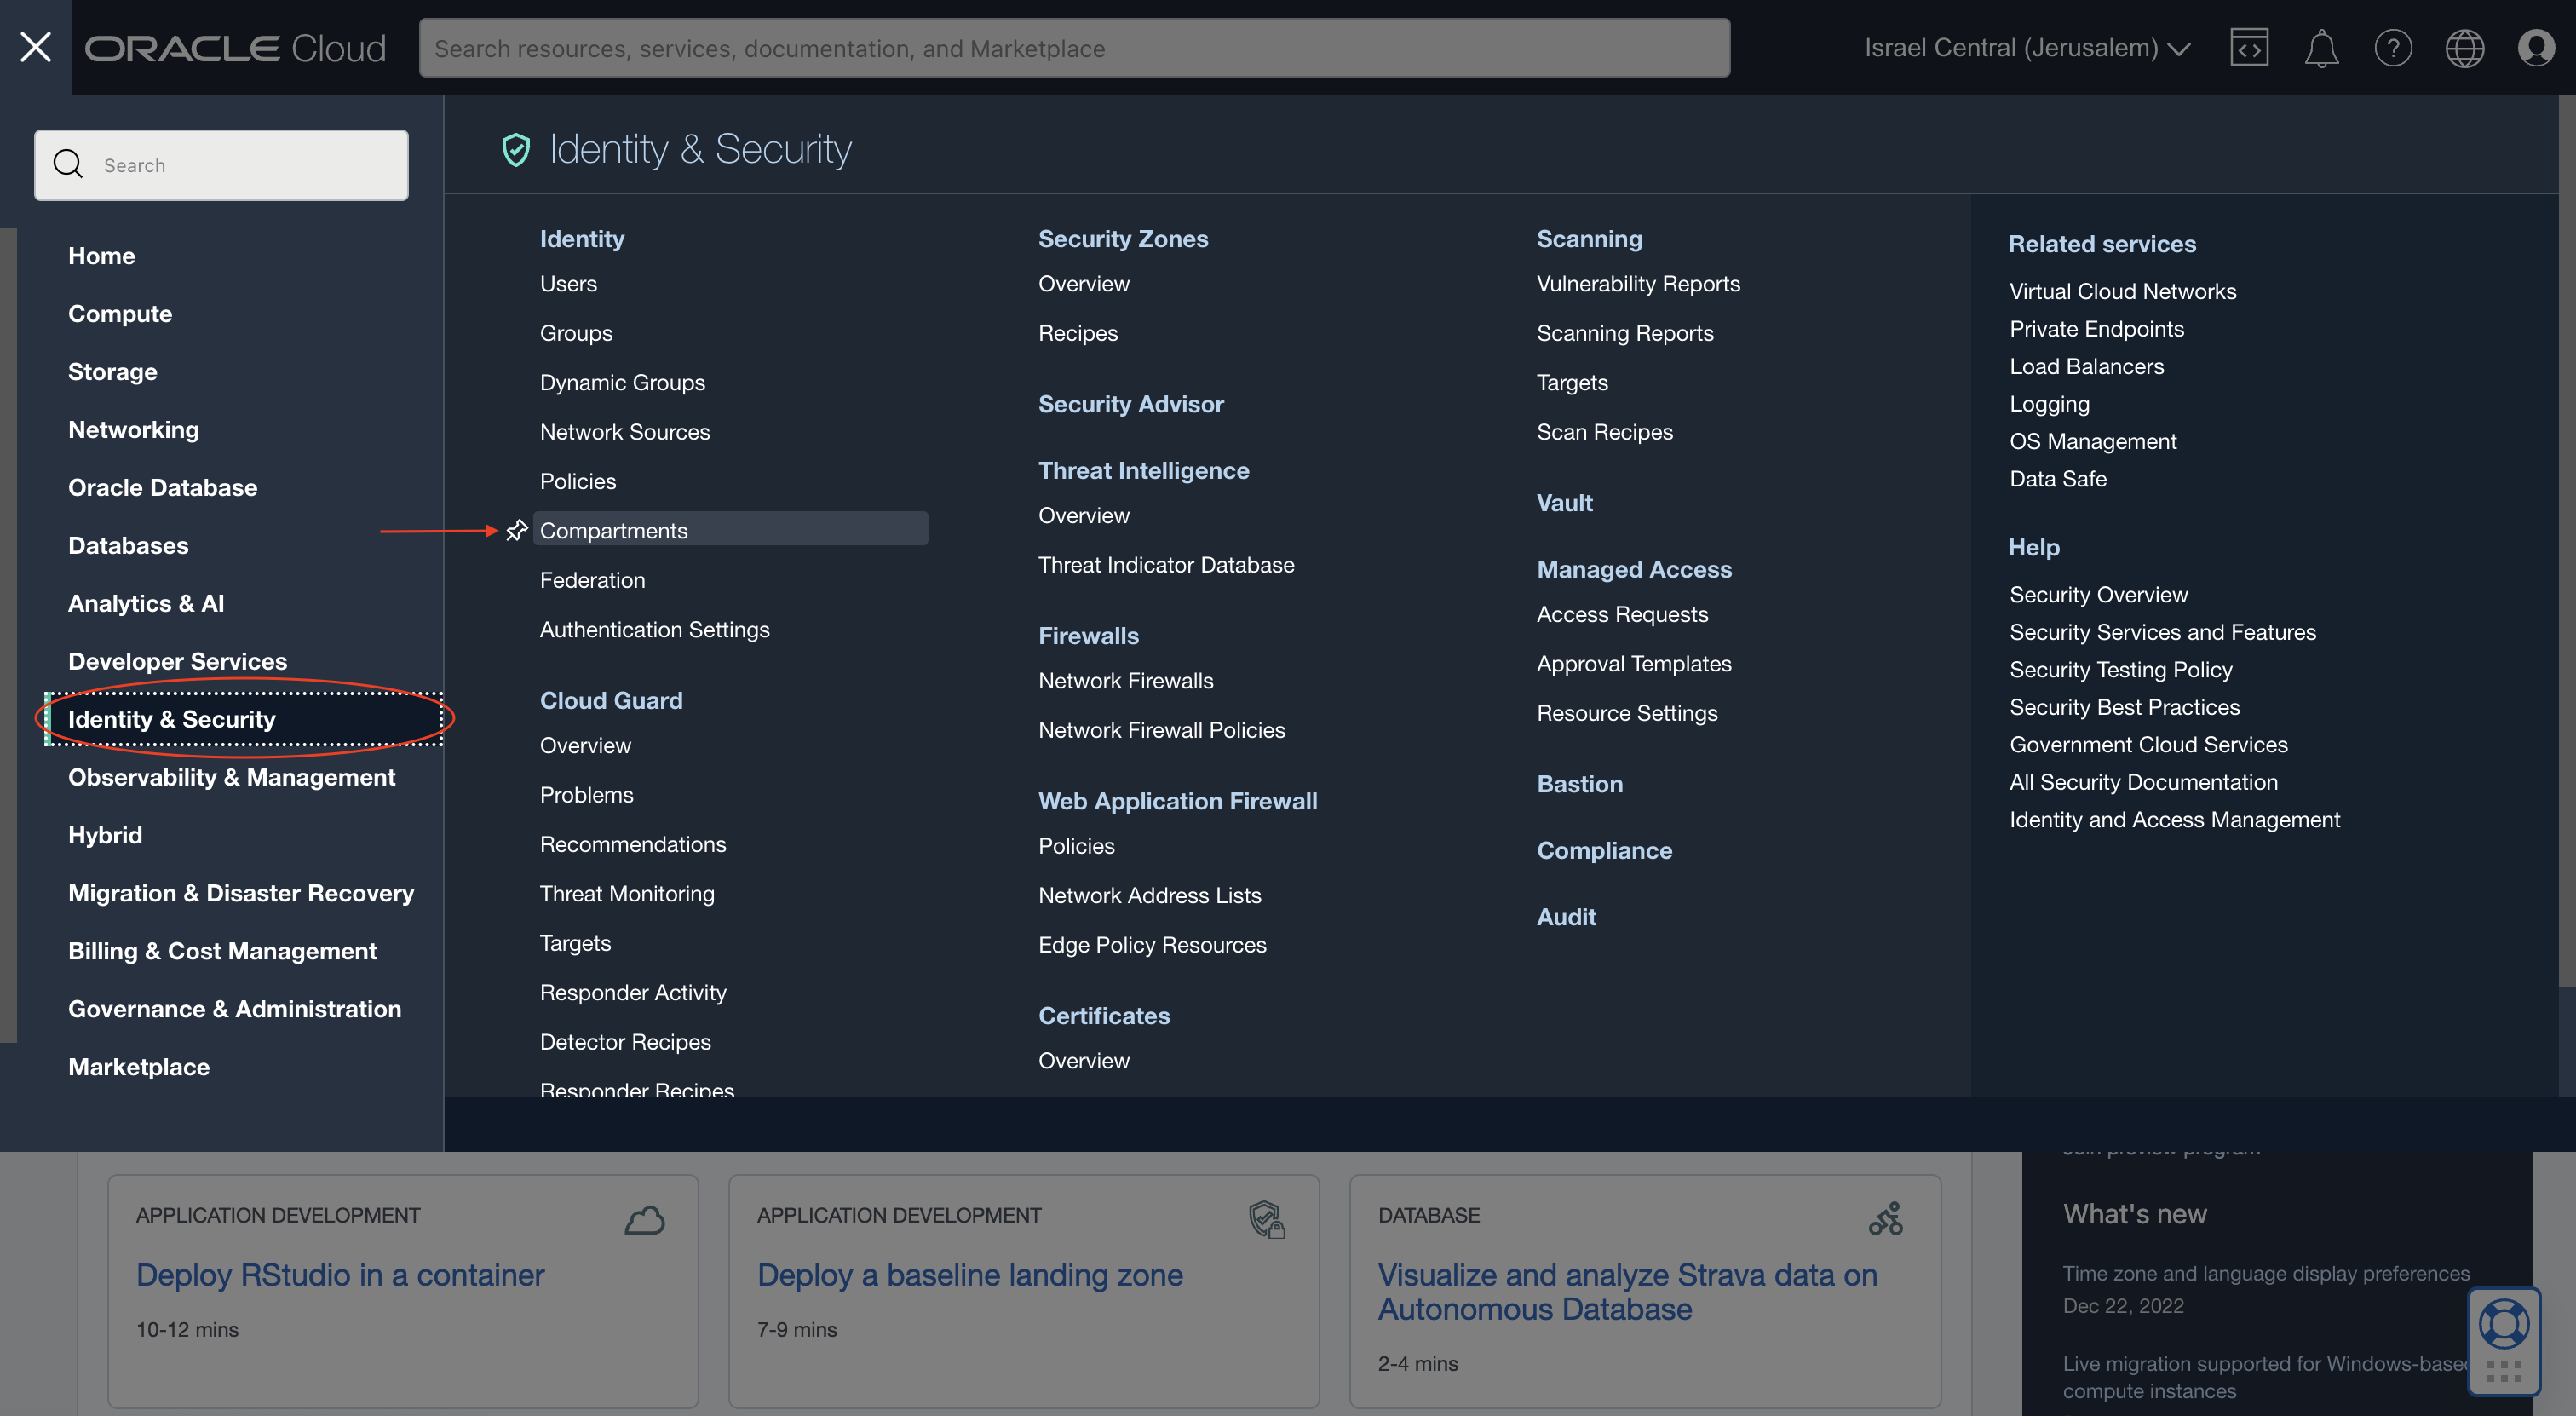 ORACLE Cloud
Search resources, services, documentation, and Marketplace
Israel Central (Jerusalem)
Search
Home
Compute
Storage
Networking
Oracle Database
Databases
Analytics & AI
Developer Services
Identity & Security
Observability & Management
Hybrid
Migration & Disaster Recovery
Billing & Cost Management
Governance & Administration
Marketplace
Identity & Security
Identity
Users
Groups
Dynamic Groups
Network Sources
Policies
Compartments
Federation
Authentication Settings
Cloud Guard
Overview
Problems
Recommendations
Threat Monitoring
Targets
Responder Activity
Detector Recipes
Responder Recipes
Security Zones
Overview
Recipes
Security Advisor
Threat Intelligence
Overview
Threat Indicator Database
Firewalls
Network Firewalls
Network Firewall Policies
Web Application Firewall
Policies
Network Address Lists
Edge Policy Resources
Certificates
Overview
Scanning
Vulnerability Reports
Scanning Reports
Targets
Scan Recipes
Vault
Managed Access
Access Requests
Approval Templates
Resource Settings
Bastion
Compliance
Audit
Related services
Virtual Cloud Networks
Private Endpoints
Load Balancers
Logging
OS Management
Data Safe
Help
Security Overview
Security Services and Features
Security Testing Policy
Security Best Practices
Government Cloud Services
All Security Documentation
Identity and Access Management
APPLICATION DEVELOPMENT
Deploy RStudio in a container
10-12 mins
APPLICATION DEVELOPMENT
Deploy a baseline landing zone
7-9 mins
DATABASE
Visualize and analyze Strava data on
Autonomous Database
2-4 mins
Join preview program
What's new
Time zone and language display preferences
Dec 22, 2022
Live migration supported for Windows-based
compute instances